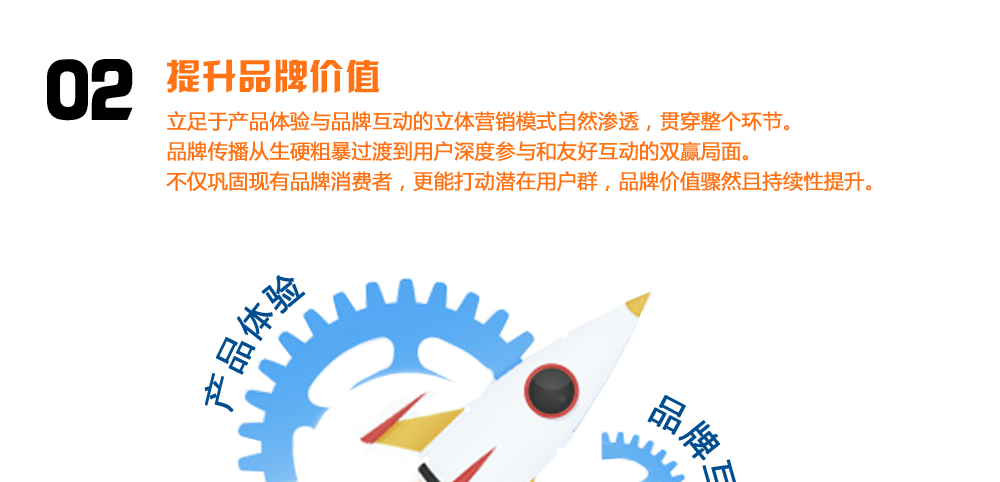 02
提升品牌价值
立足于产品体验与品牌互动的立体营销模式自然渗透，贯穿整个环节。
品牌传播从生硬粗暴过渡到用户深度参与和友好互动的双赢局面。
不仅巩固现有品牌消费者，更能打动潜在用户群，品牌价值骤然且持续性提升。
产品体验
品牌互